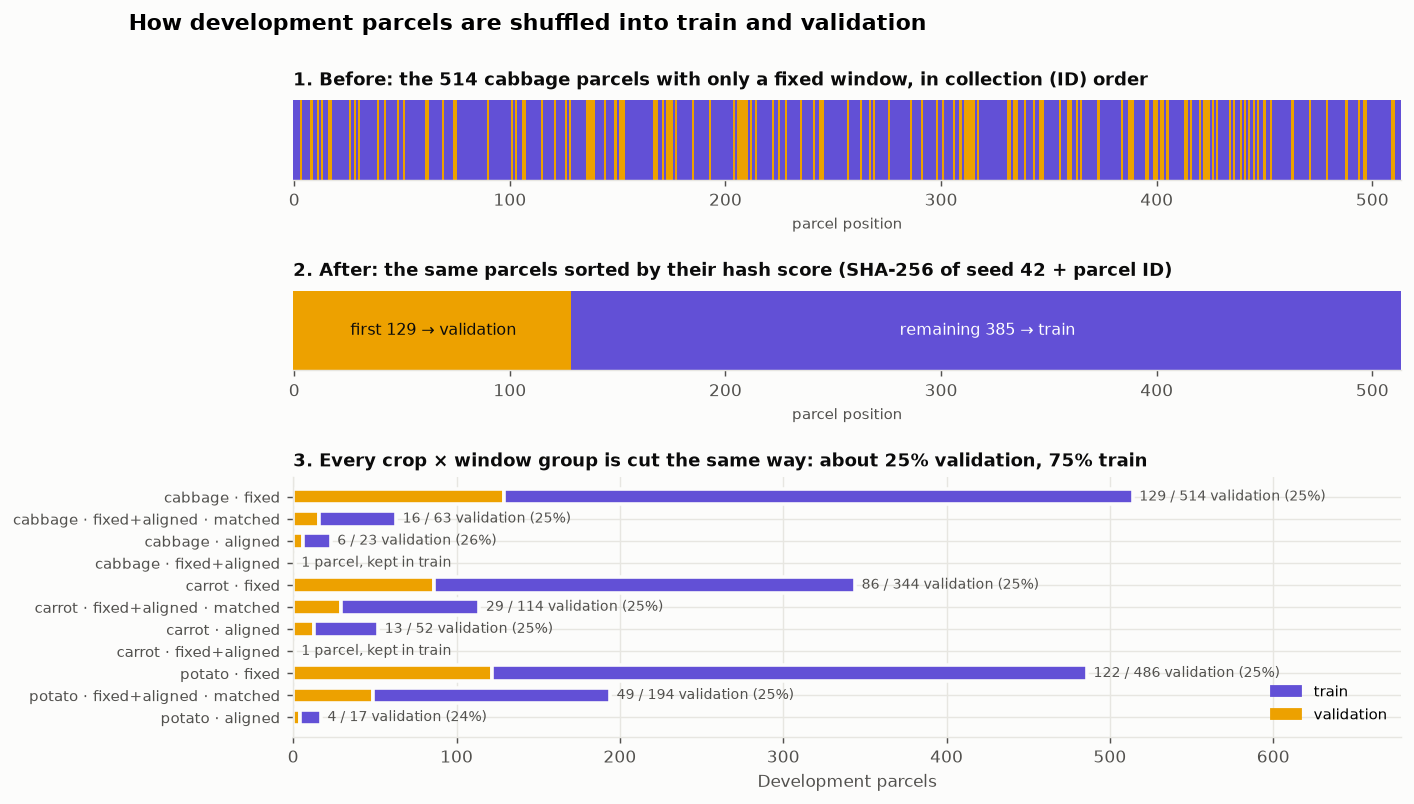 How development parcels are shuffled into train and validation
1. Before: the 514 cabbage parcels with only a fixed window, in collection (ID) order
0 100 200 300 400 500
parcel position
2. After: the same parcels sorted by their hash score (SHA-256 of seed 42 + parcel ID)
first 129 → validation remaining 385 → train
0 100 200 300 400 500
parcel position
3. Every crop × window group is cut the same way: about 25% validation, 75% train
cabbage · fixed 129 / 514 validation (25%)
cabbage · fixed+aligned · matched 16 / 63 validation (25%)
cabbage · aligned 6 / 23 validation (26%)
cabbage · fixed+aligned 1 parcel, kept in train
carrot · fixed 86 / 344 validation (25%)
carrot · fixed+aligned · matched 29 / 114 validation (25%)
carrot · aligned 13 / 52 validation (25%)
carrot · fixed+aligned 1 parcel, kept in train
potato · fixed 122 / 486 validation (25%)
potato · fixed+aligned · matched 49 / 194 validation (25%)
potato · aligned 4 / 17 validation (24%)
train
validation
0 100 200 300 400 500 600
Development parcels